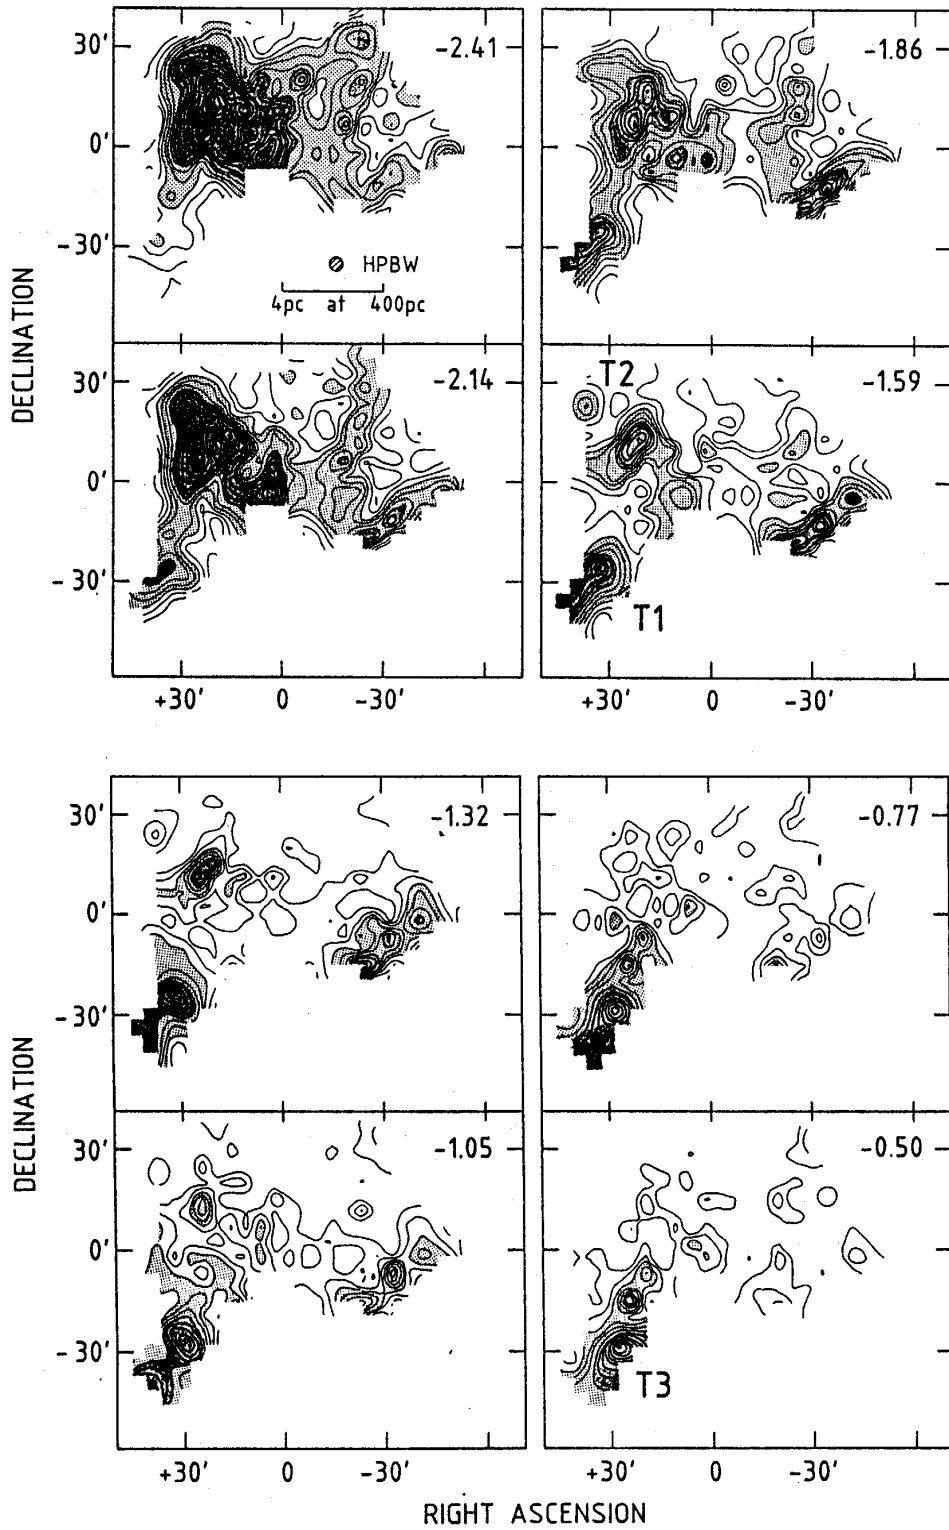 30'
0'
-30'
-2.41
HPBW
4pc at 400pc
-1.86
DECLINATION
30'
0'
-30'
-2.14
T2
-1.59
T1
+30' 0 -30'
+30' 0 -30'
30'
0'
-30'
-1.32
-0.77
DECLINATION
30'
0'
-30'
-1.05
-0.50
T3
+30' 0 -30'
+30' 0 -30'
RIGHT ASCENSION